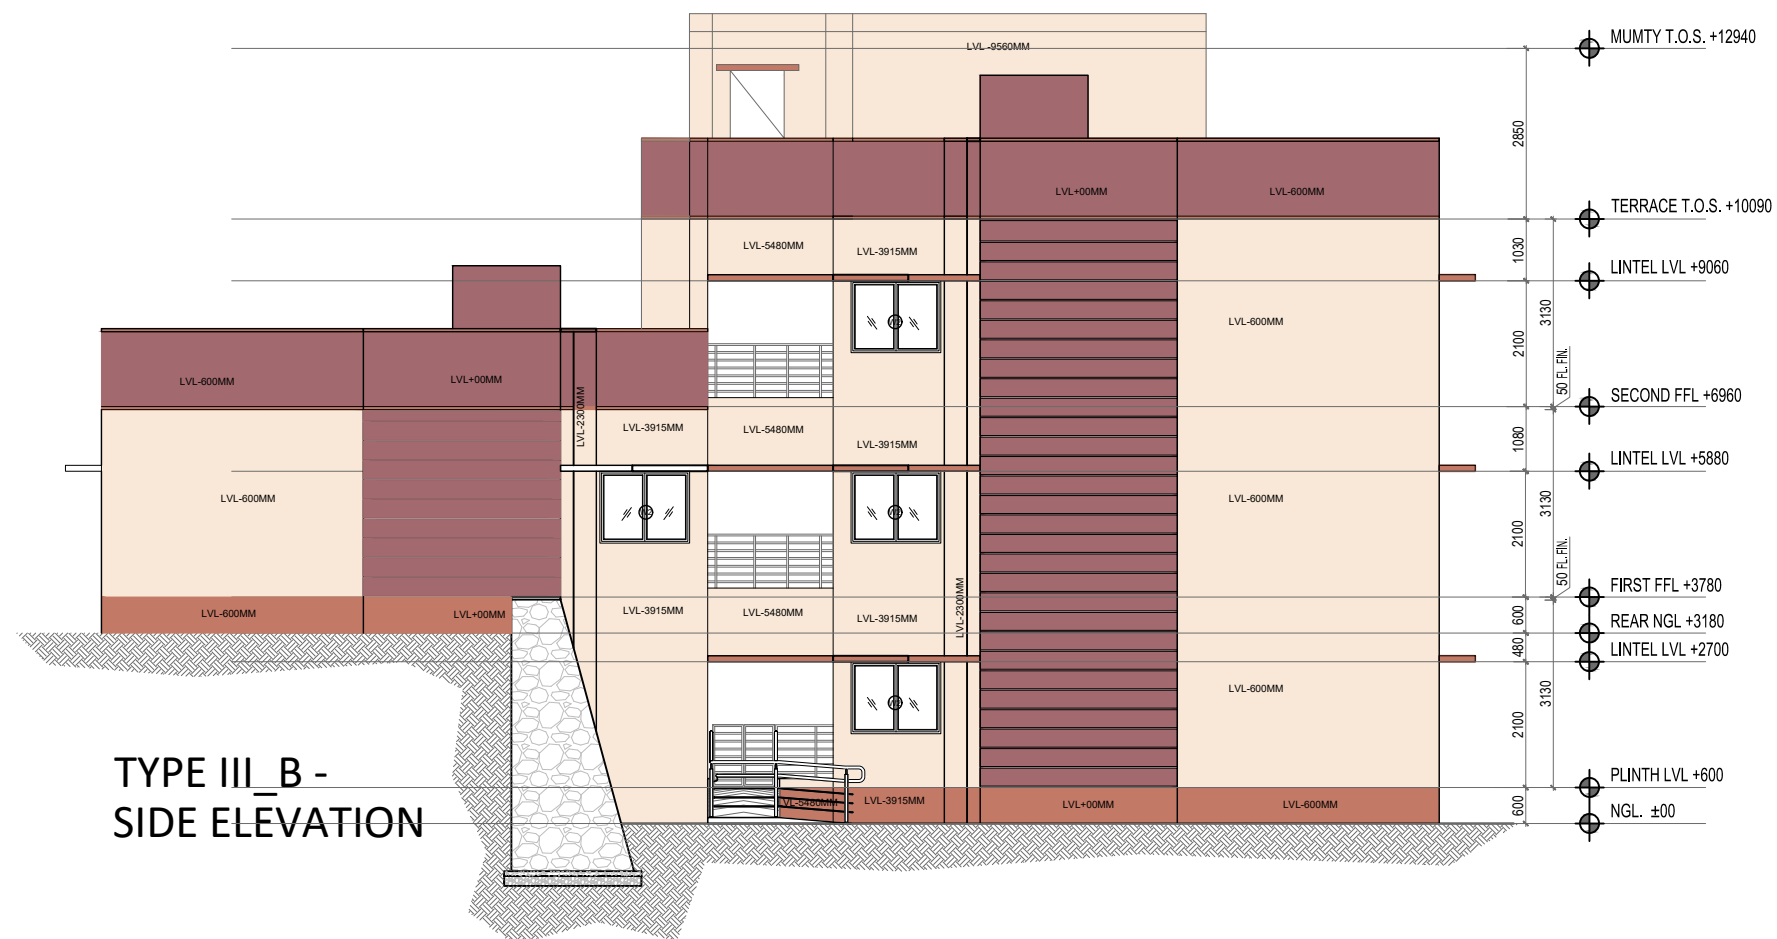 MUMTY T.O.S. +12940
LVL -9560MM
2850
LVL+00MM
LVL-600MM
TERRACE T.O.S. +10090
LVL-5480MM
LVL-3915MM
1030
LINTEL LVL +9060
3130
LVL-600MM
2100
50 FL. FIN.
LVL-600MM
LVL+00MM
SECOND FFL +6960
LVL-2300MM
LVL-3915MM
LVL-5480MM
LVL-3915MM
1080
LINTEL LVL +5880
LVL-600MM
LVL-600MM
3130
2100
50 FL. FIN.
FIRST FFL +3780
LVL-600MM
LVL+00MM
LVL-3915MM
LVL-5480MM
LVL-3915MM
LVL-2300MM
600
REAR NGL +3180
480
LINTEL LVL +2700
LVL-600MM
3130
2100
TYPE III_B -
SIDE ELEVATION
PLINTH LVL +600
LVL-5480MM
LVL-3915MM
LVL+00MM
LVL-600MM
600
NGL. ±00